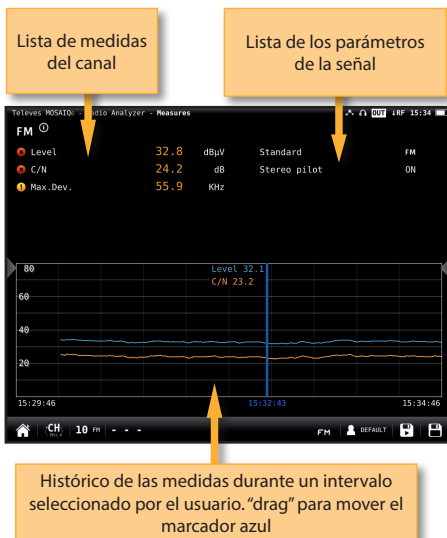 Lista de medidas
del canal
Lista de los parámetros
de la señal
Televes MOSAIQ - Radio Analyzer - Measures
OUT ↓RF 15:34
FM
Level 32.8 dBµV Standard FM
C/N 24.2 dB Stereo pilot ON
Max.Dev. 55.9 KHz
80
Level 32.1
C/N 23.2
60
40
20
15:29:46 15:32:43 15:34:46
CH 10 FM - - - FM DEFAULT
Histórico de las medidas durante un intervalo
seleccionado por el usuario. "drag" para mover el
marcador azul